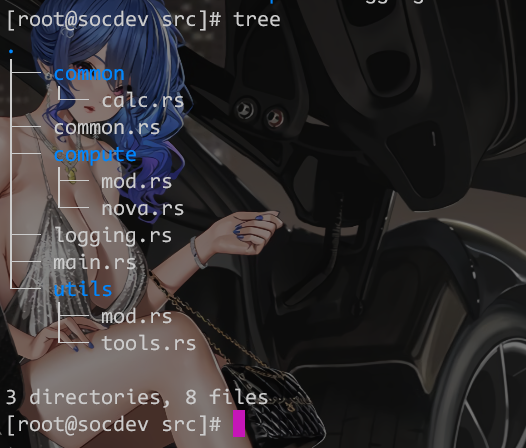 [root@socdev src]# tree
.
├── common
│   └── calc.rs
├── common.rs
├── compute
│   ├── mod.rs
│   └── nova.rs
├── logging.rs
├── main.rs
└── utils
    ├── mod.rs
    └── tools.rs

3 directories, 8 files
[root@socdev src]#